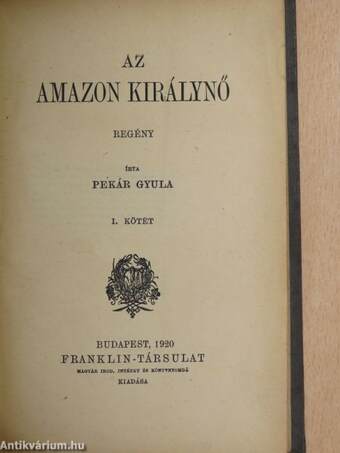 AZ
AMAZON KIRÁLYNŐ
REGÉNY
ÍRTA
PEKÁR GYULA
I. KÖTET
BUDAPEST, 1920
FRANKLIN-TÁRSULAT
MAGYAR IROD. INTÉZET ÉS KÖNYVNYOMDA
KIADÁSA
Antikvárium.hu